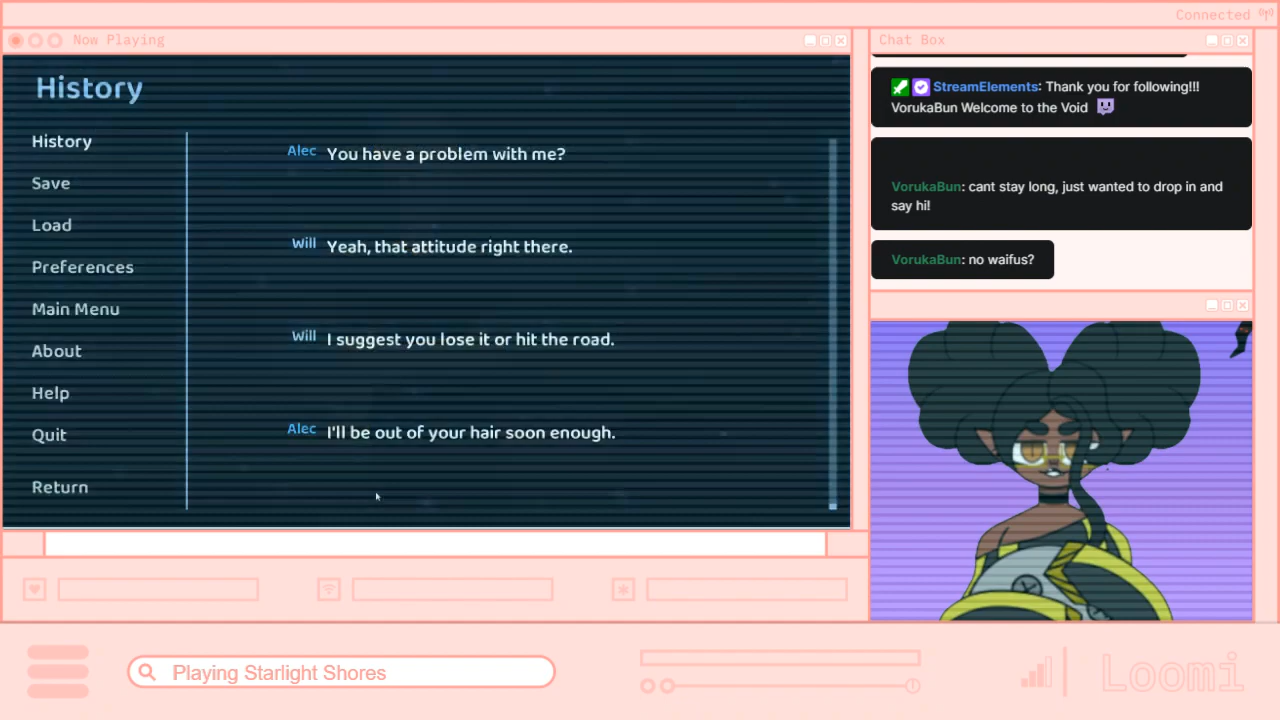 Connected
Now Playing
Chat Box
History
History
Save
Load
Preferences
Main Menu
About
Help
Quit
Return
Alec You have a problem with me?
Will Yeah, that attitude right there.
Will I suggest you lose it or hit the road.
Alec I'll be out of your hair soon enough.
StreamElements: Thank you for following!!!
VorukaBun Welcome to the Void
VorukaBun: cant stay long, just wanted to drop in and
say hi!
VorukaBun: no waifus?
Playing Starlight Shores
Loomi